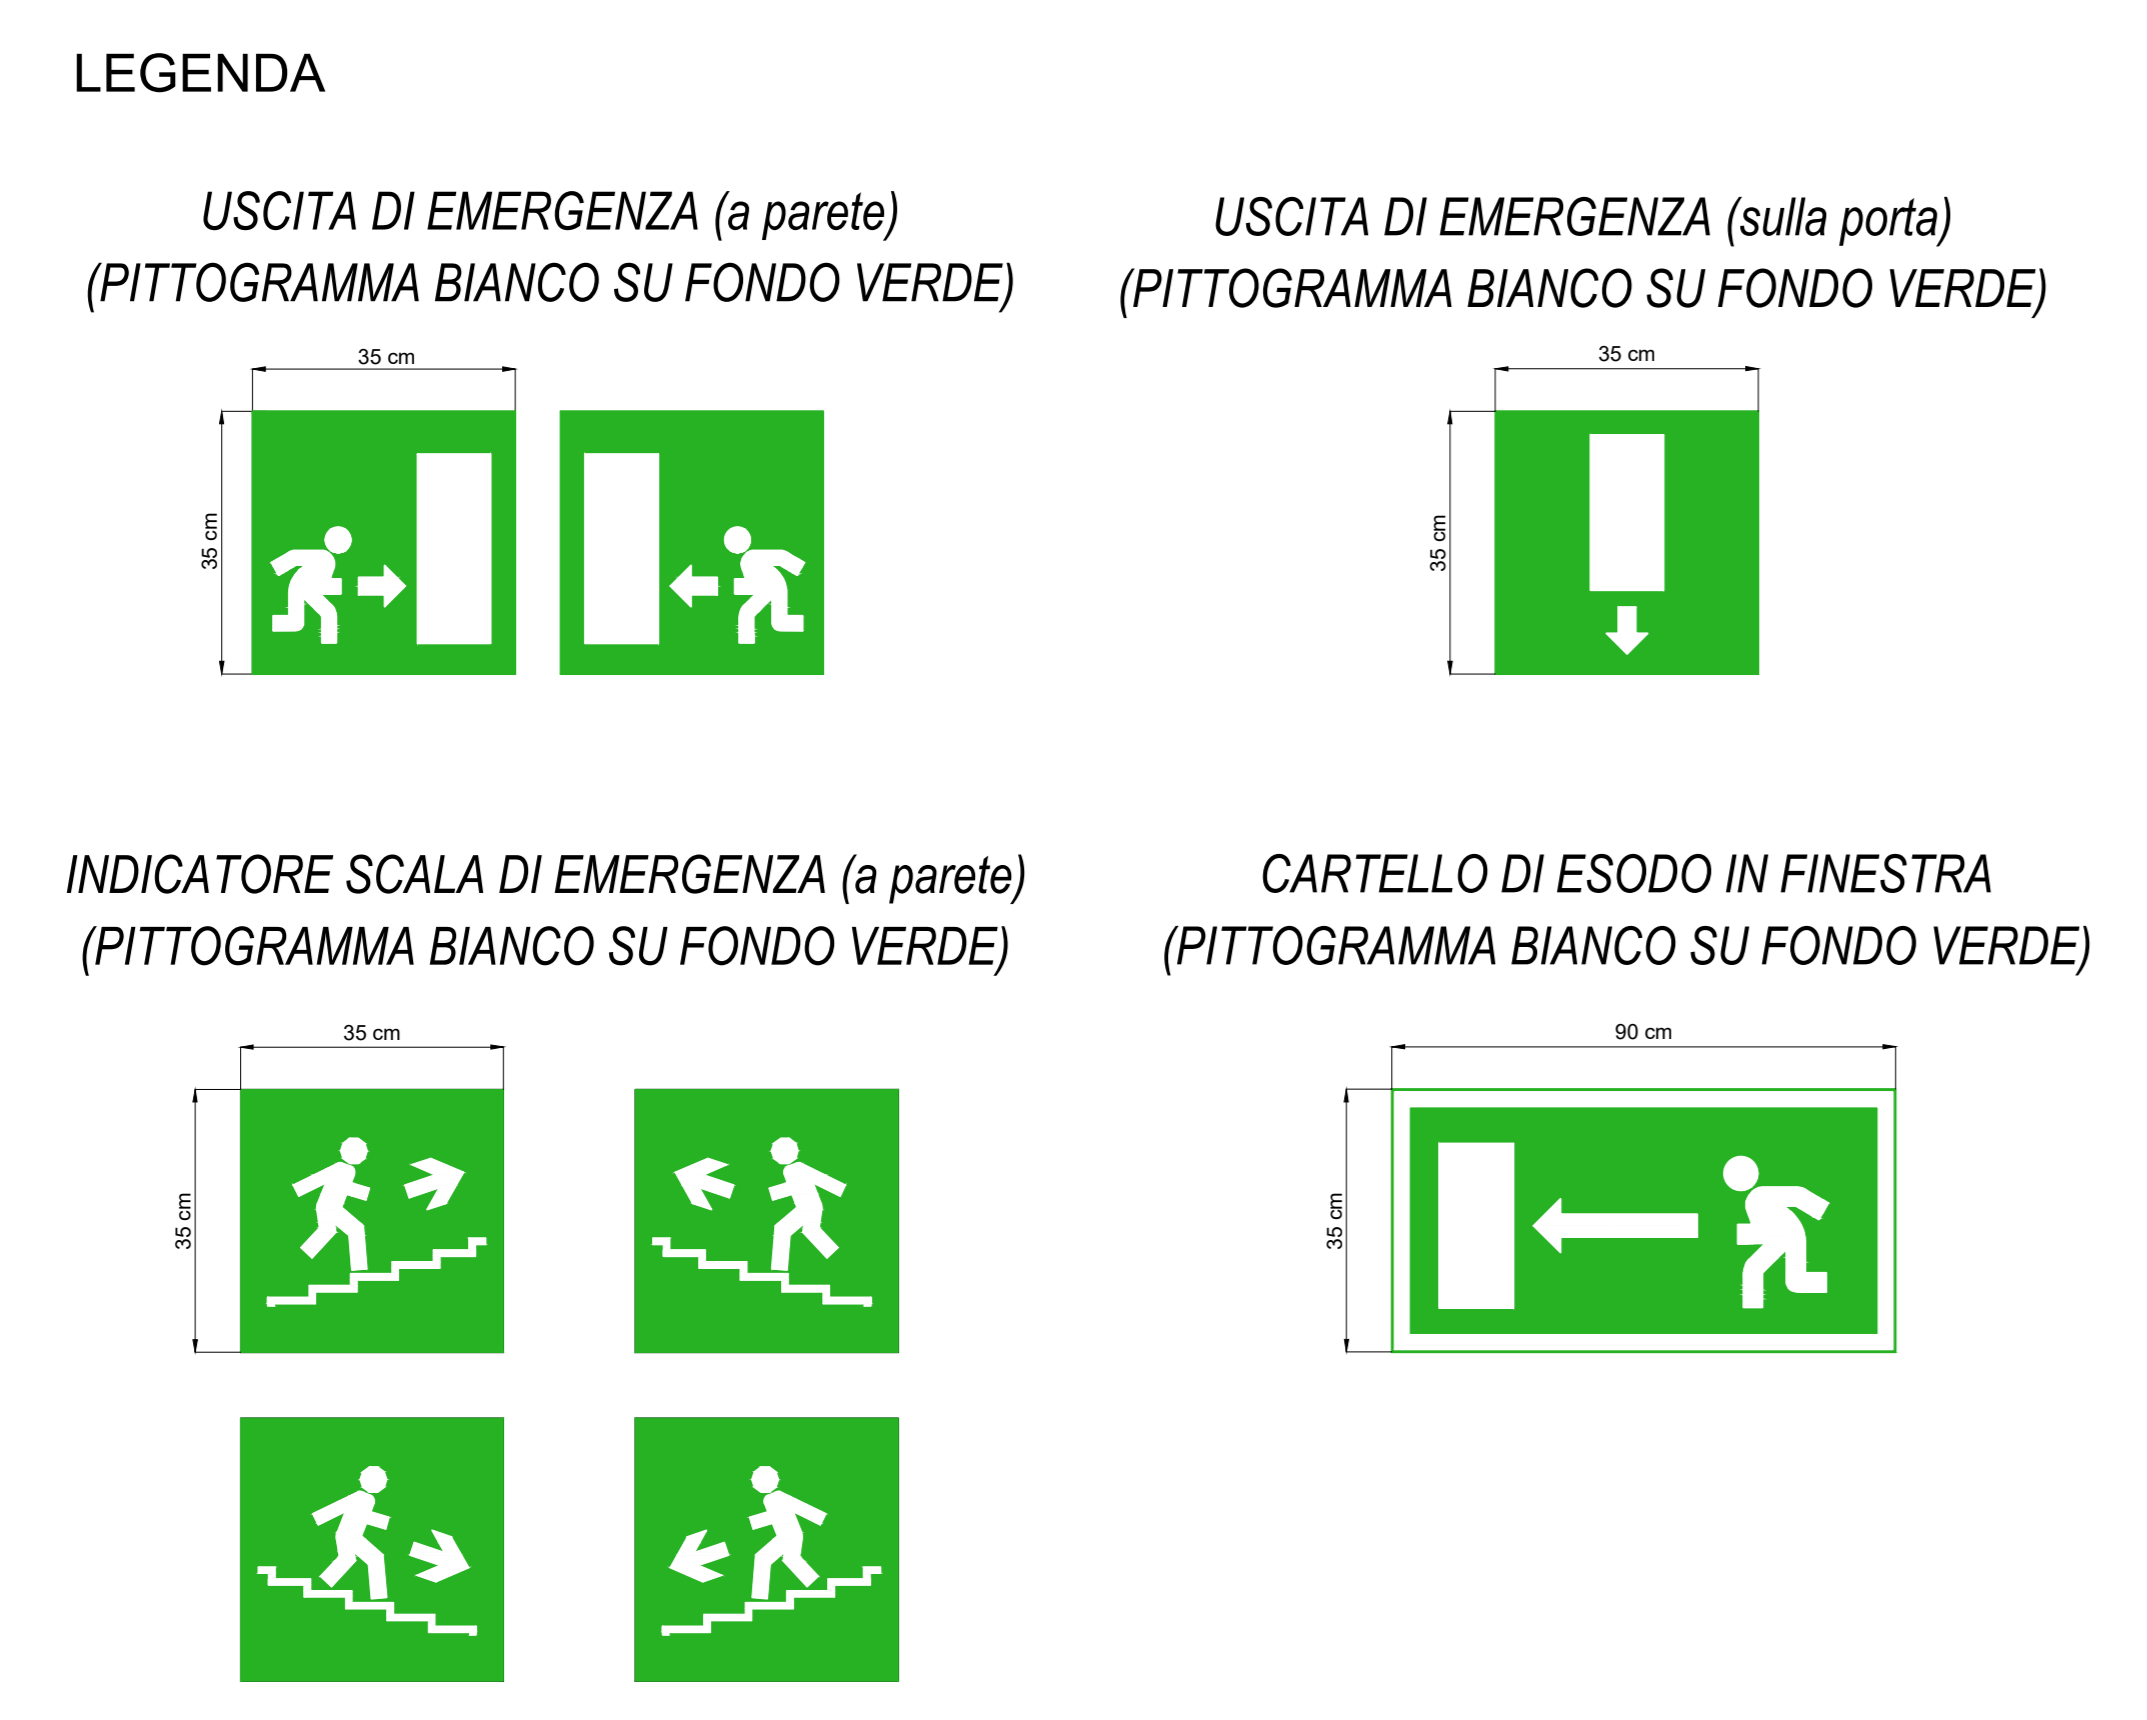 LEGENDA
USCITA DI EMERGENZA (a parete)
(PITTOGRAMMA BIANCO SU FONDO VERDE)
35 cm
35 cm
USCITA DI EMERGENZA (sulla porta)
(PITTOGRAMMA BIANCO SU FONDO VERDE)
35 cm
35 cm
INDICATORE SCALA DI EMERGENZA (a parete)
(PITTOGRAMMA BIANCO SU FONDO VERDE)
35 cm
35 cm
CARTELLO DI ESODO IN FINESTRA
(PITTOGRAMMA BIANCO SU FONDO VERDE)
90 cm
35 cm